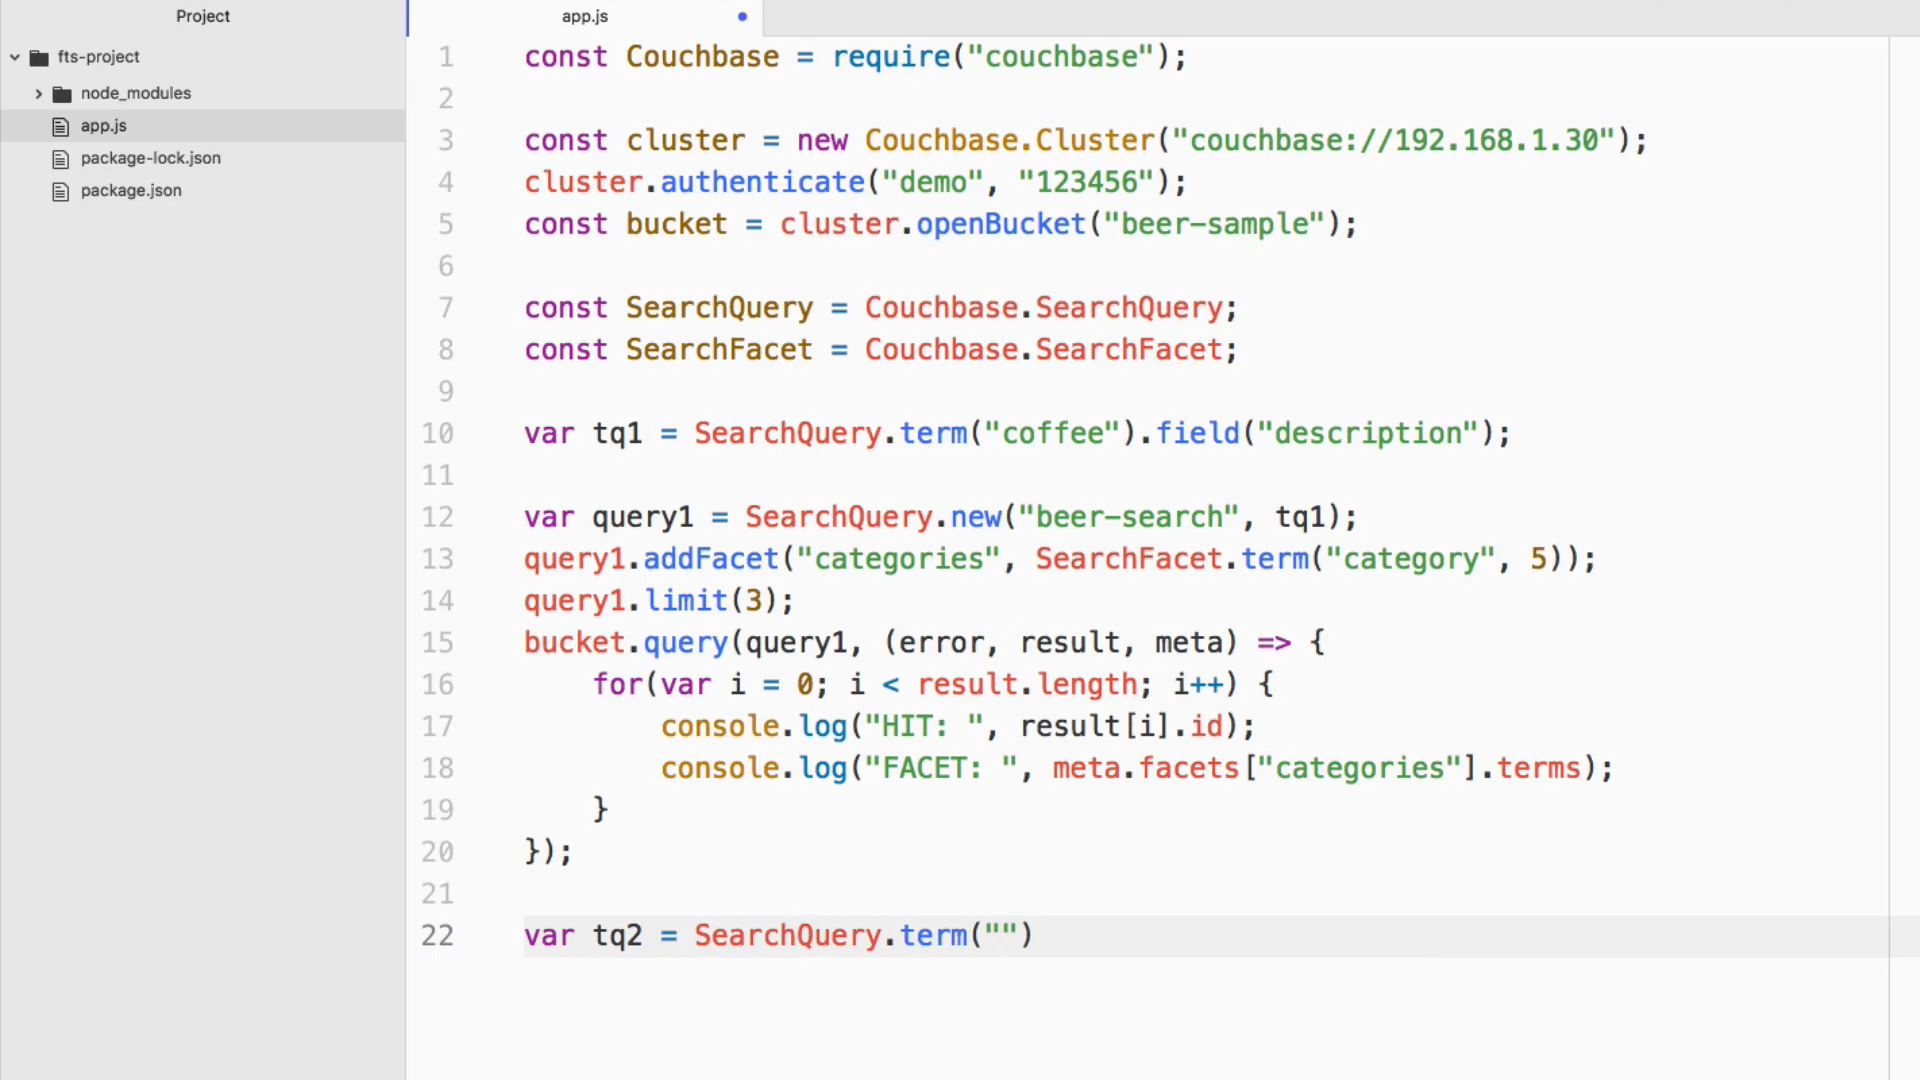 Project
fts-project
node_modules
app.js
package-lock.json
package.json
app.js
1 const Couchbase = require("couchbase");
2
3 const cluster = new Couchbase.Cluster("couchbase://192.168.1.30");
4 cluster.authenticate("demo", "123456");
5 const bucket = cluster.openBucket("beer-sample");
6
7 const SearchQuery = Couchbase.SearchQuery;
8 const SearchFacet = Couchbase.SearchFacet;
9
10 var tq1 = SearchQuery.term("coffee").field("description");
11
12 var query1 = SearchQuery.new("beer-search", tq1);
13 query1.addFacet("categories", SearchFacet.term("category", 5));
14 query1.limit(3);
15 bucket.query(query1, (error, result, meta) => {
16     for(var i = 0; i < result.length; i++) {
17         console.log("HIT: ", result[i].id);
18         console.log("FACET: ", meta.facets["categories"].terms);
19     }
20 });
21
22 var tq2 = SearchQuery.term("")